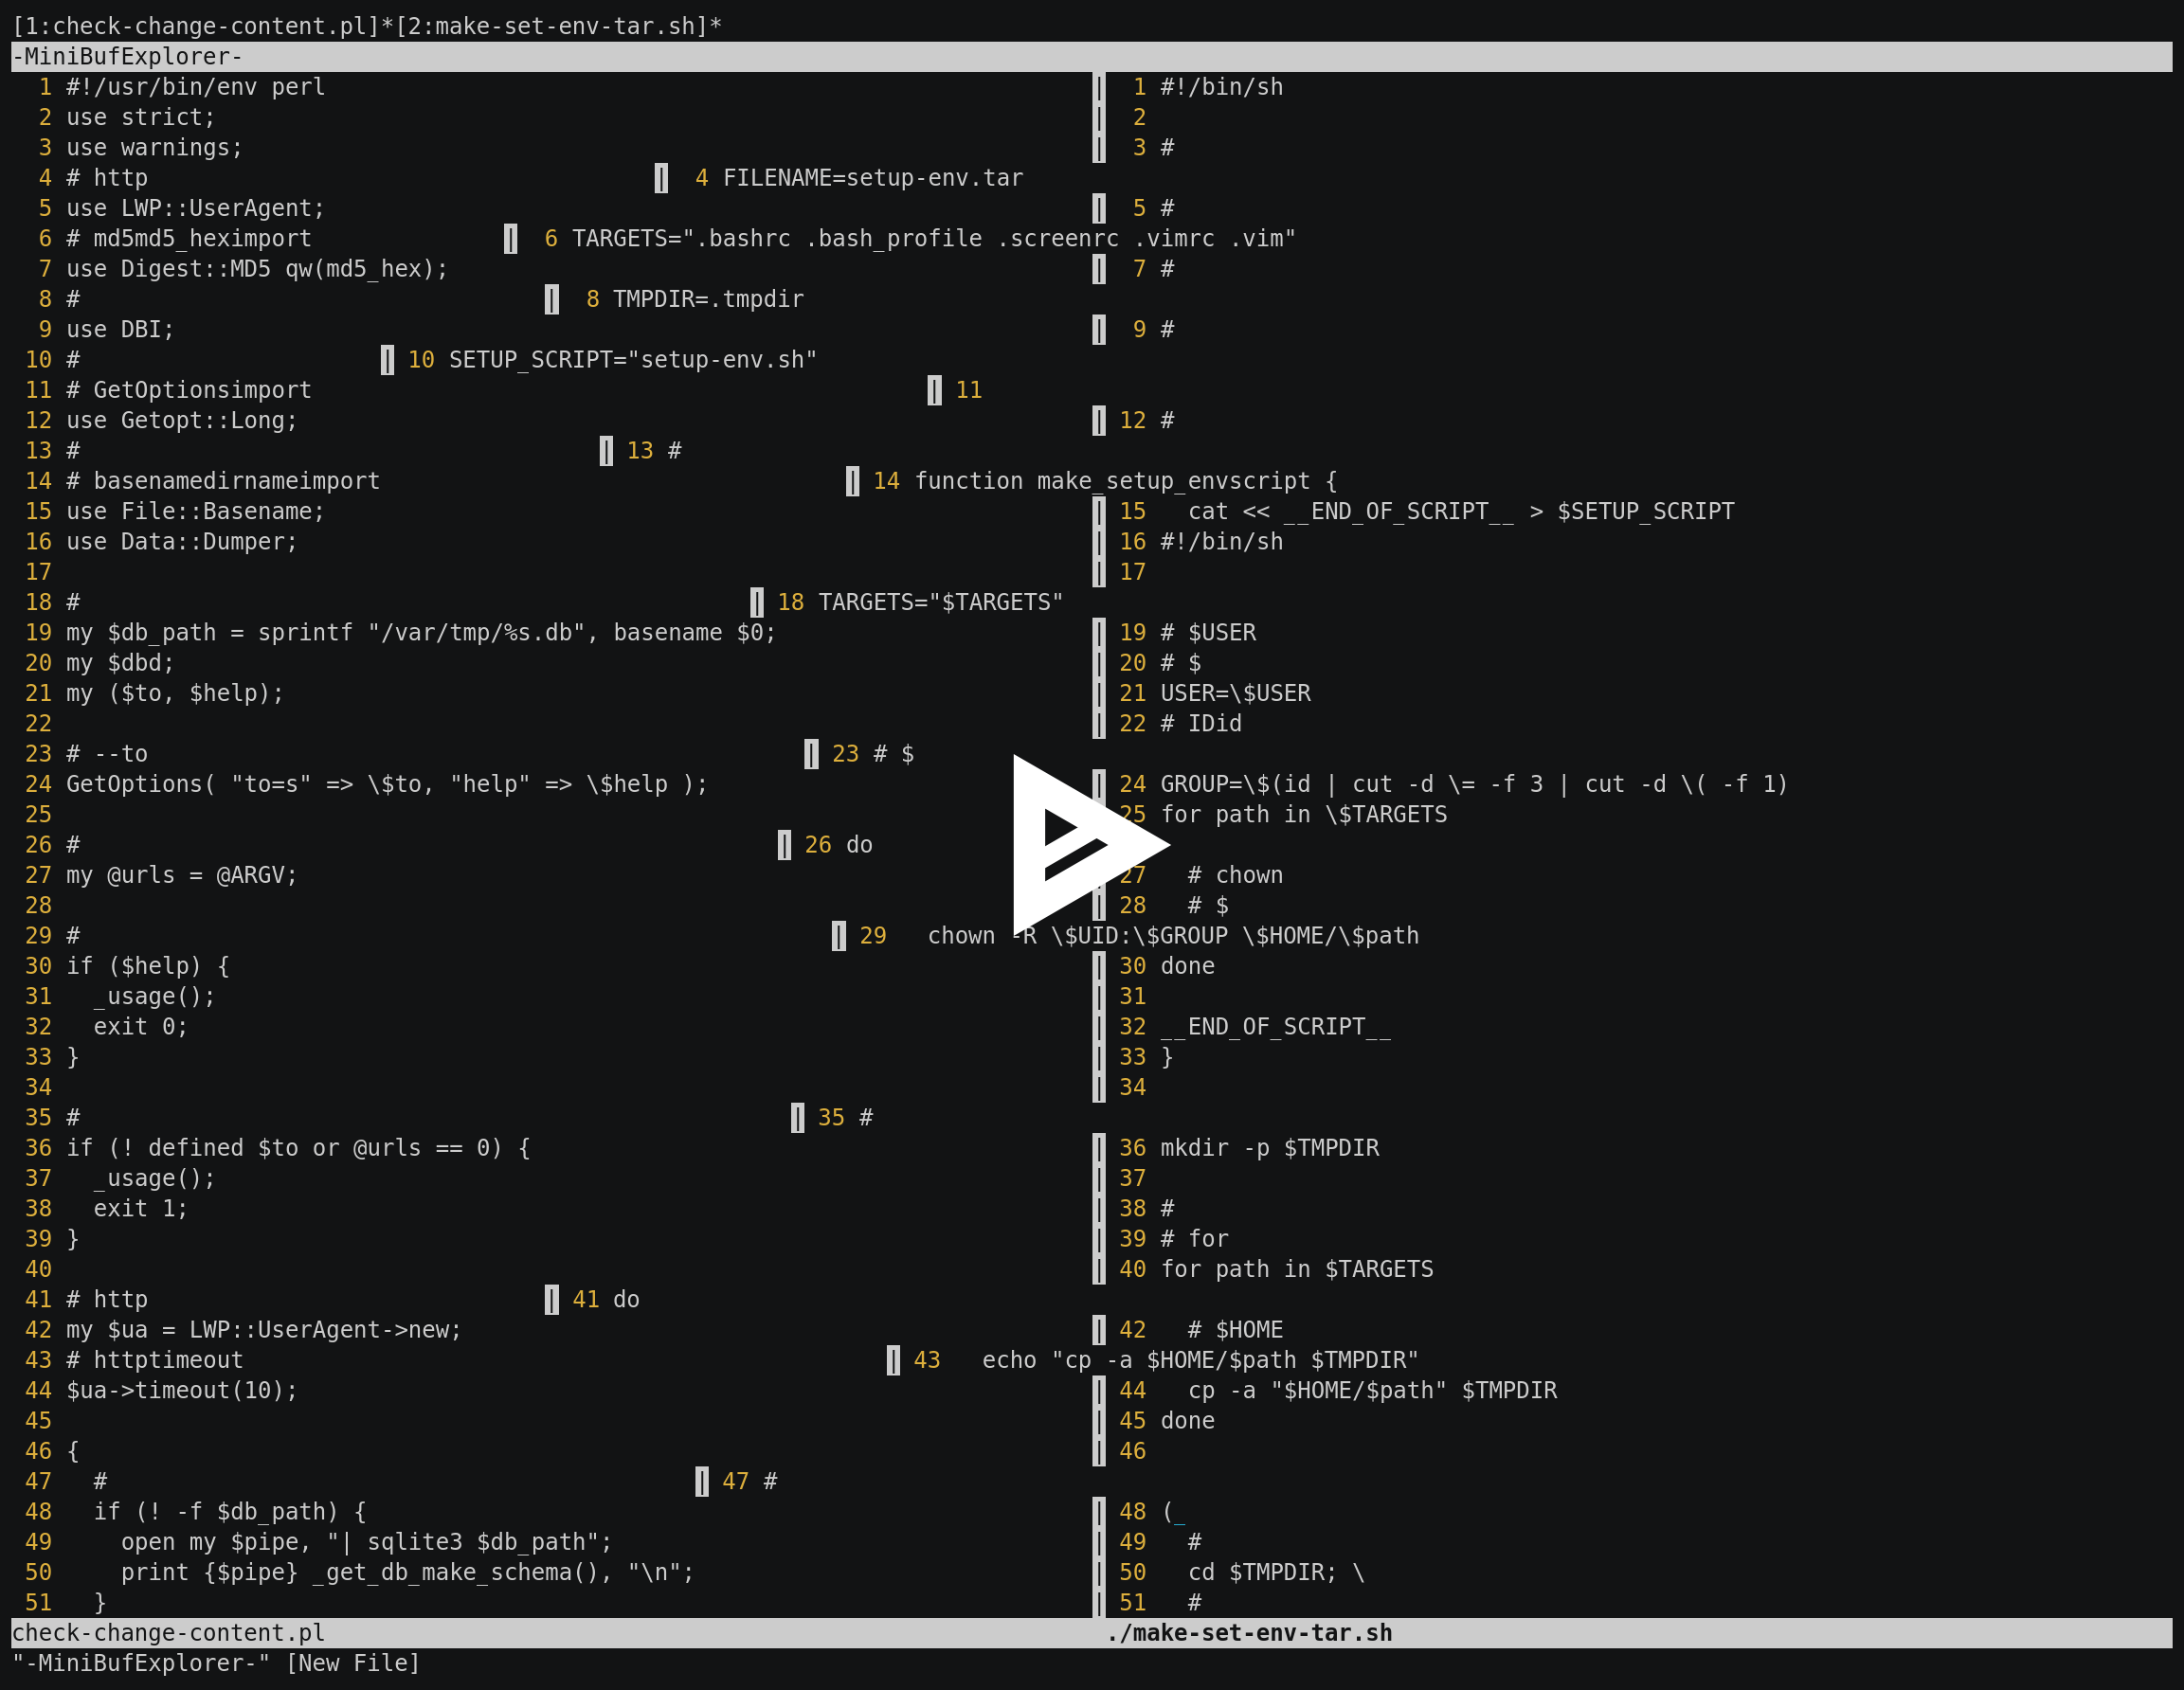 [1:check-change-content.pl]*[2:make-set-env-tar.sh]*
-MiniBufExplorer-
1 #!/usr/bin/env perl | 1 #!/bin/sh
2 use strict; | 2
3 use warnings; | 3 #
4 # http | 4 FILENAME=setup-env.tar
5 use LWP::UserAgent; | 5 #
6 # md5md5_heximport | 6 TARGETS=".bashrc .bash_profile .screenrc .vimrc .vim"
7 use Digest::MD5 qw(md5_hex); | 7 #
8 # | 8 TMPDIR=.tmpdir
9 use DBI; | 9 #
10 # | 10 SETUP_SCRIPT="setup-env.sh"
11 # GetOptionsimport | 11
12 use Getopt::Long; | 12 #
13 # | 13 #
14 # basenamedirnameimport | 14 function make_setup_envscript {
15 use File::Basename; | 15   cat << __END_OF_SCRIPT__ > $SETUP_SCRIPT
16 use Data::Dumper; | 16 #!/bin/sh
17 | 17
18 # | 18 TARGETS="$TARGETS"
19 my $db_path = sprintf "/var/tmp/%s.db", basename $0; | 19 # $USER
20 my $dbd; | 20 # $
21 my ($to, $help); | 21 USER=\$USER
22 | 22 # IDid
23 # --to | 23 # $
24 GetOptions( "to=s" => \$to, "help" => \$help ); | 24 GROUP=\$(id | cut -d \= -f 3 | cut -d \( -f 1)
25 25 for path in \$TARGETS
26 # | 26 do
27 my @urls = @ARGV; 27   # chown
28 | 28   # $
29 # | 29   chown -R \$UID:\$GROUP \$HOME/\$path
30 if ($help) { | 30 done
31   _usage(); | 31
32   exit 0; | 32 __END_OF_SCRIPT__
33 } | 33 }
34 | 34
35 # | 35 #
36 if (! defined $to or @urls == 0) { | 36 mkdir -p $TMPDIR
37   _usage(); | 37
38   exit 1; | 38 #
39 } | 39 # for
40 | 40 for path in $TARGETS
41 # http | 41 do
42 my $ua = LWP::UserAgent->new; | 42   # $HOME
43 # httptimeout | 43   echo "cp -a $HOME/$path $TMPDIR"
44 $ua->timeout(10); | 44   cp -a "$HOME/$path" $TMPDIR
45 | 45 done
46 { | 46
47   # | 47 #
48   if (! -f $db_path) { | 48 (_
49     open my $pipe, "| sqlite3 $db_path"; | 49   #
50     print {$pipe} _get_db_make_schema(), "\n"; | 50   cd $TMPDIR; \
51   } | 51   #
check-change-content.pl ./make-set-env-tar.sh
"-MiniBufExplorer-" [New File]